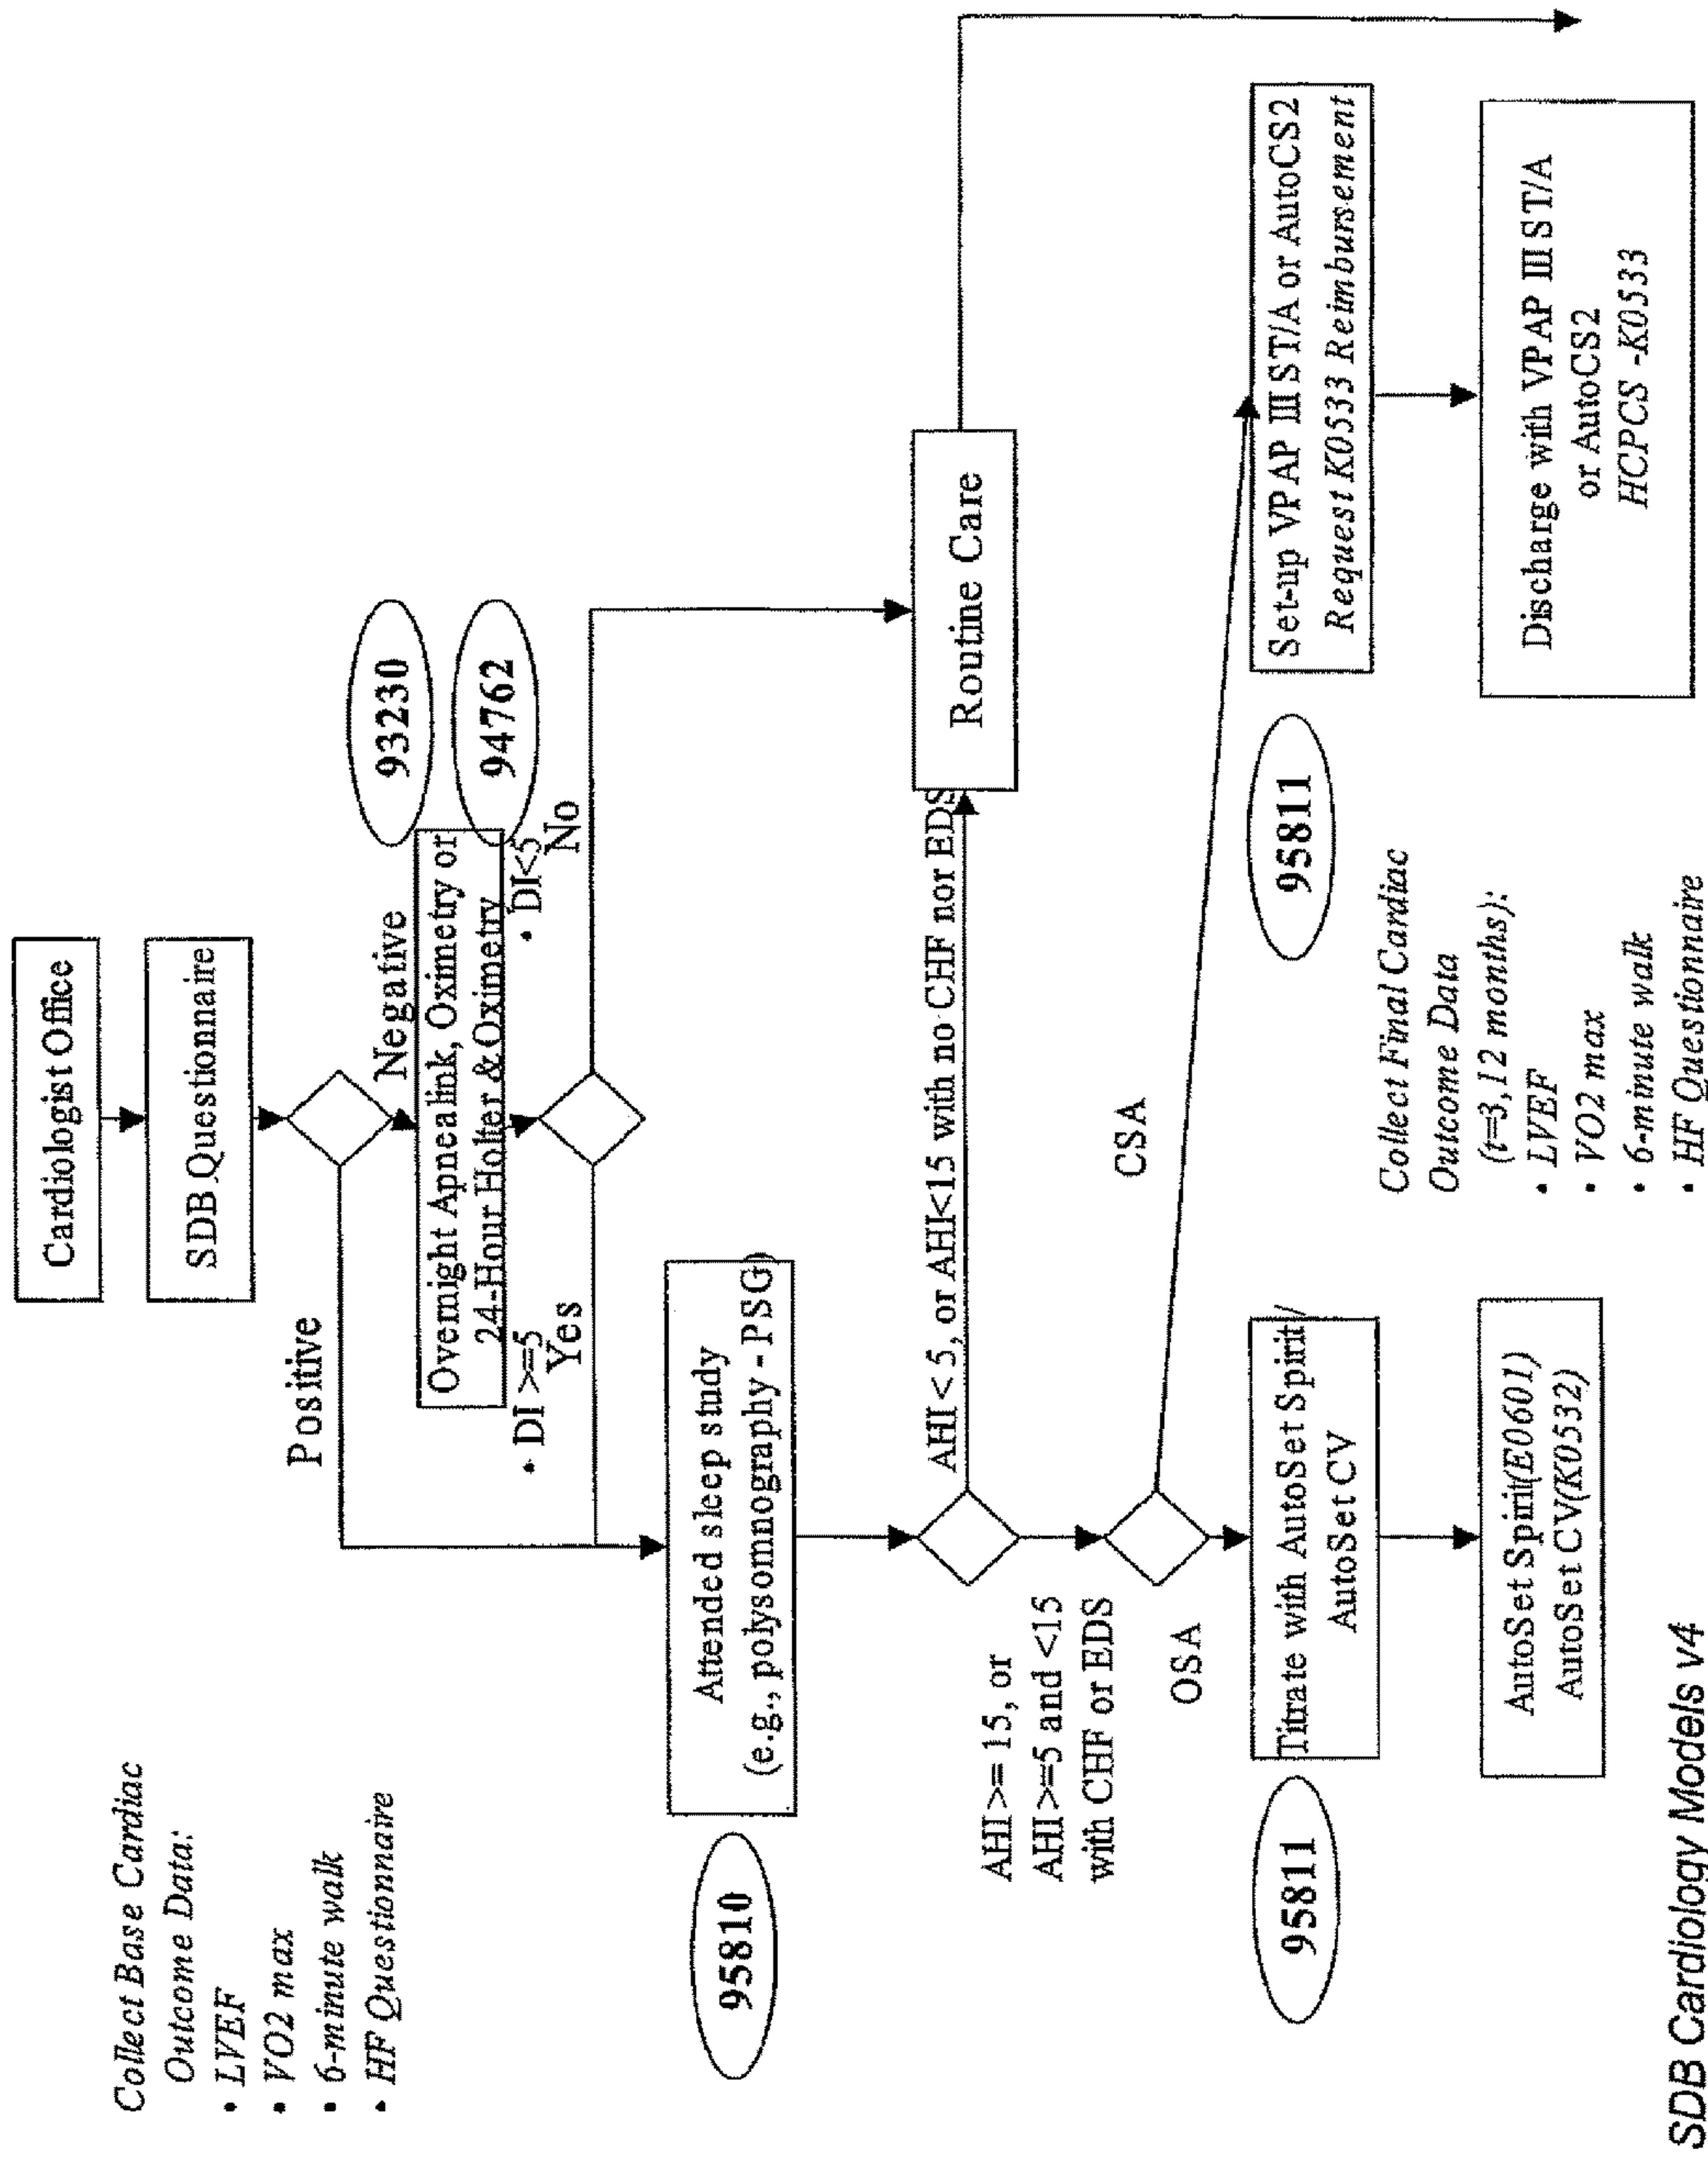 Cardiologist Office
SDB Questionnaire
Collect Base Cardiac
Outcome Data:
• LVEF
• VO2 max
• 6-minute walk
• HF Questionnaire
Positive
Negative
Overnight Apnealink, Oximetry or
24-Hour Holter & Oximetry
93230
94762
• DI >=5
Yes
• DI<5
No
95810
Attended sleep study
(e.g., polysomnography - PSG)
AHI < 5, or AHI<15 with no CHF nor EDS
Routine Care
AHI >= 15, or
AHI >=5 and <15
with CHF or EDS
OSA
CSA
95811
Titrate with AutoSet Spirit/
AutoSet CV
95811
Set-up VPAP III ST/A or AutoCS2
Request K0533 Reimbursement
AutoSet Spirit(E0601)
AutoSet CV(K0532)
Collect Final Cardiac
Outcome Data
(t=3,12 months):
• LVEF
• VO2 max
• 6-minute walk
• HF Questionnaire
Discharge with VPAP III ST/A
or AutoCS2
HCPCS -K0533
SDB Cardiology Models v4